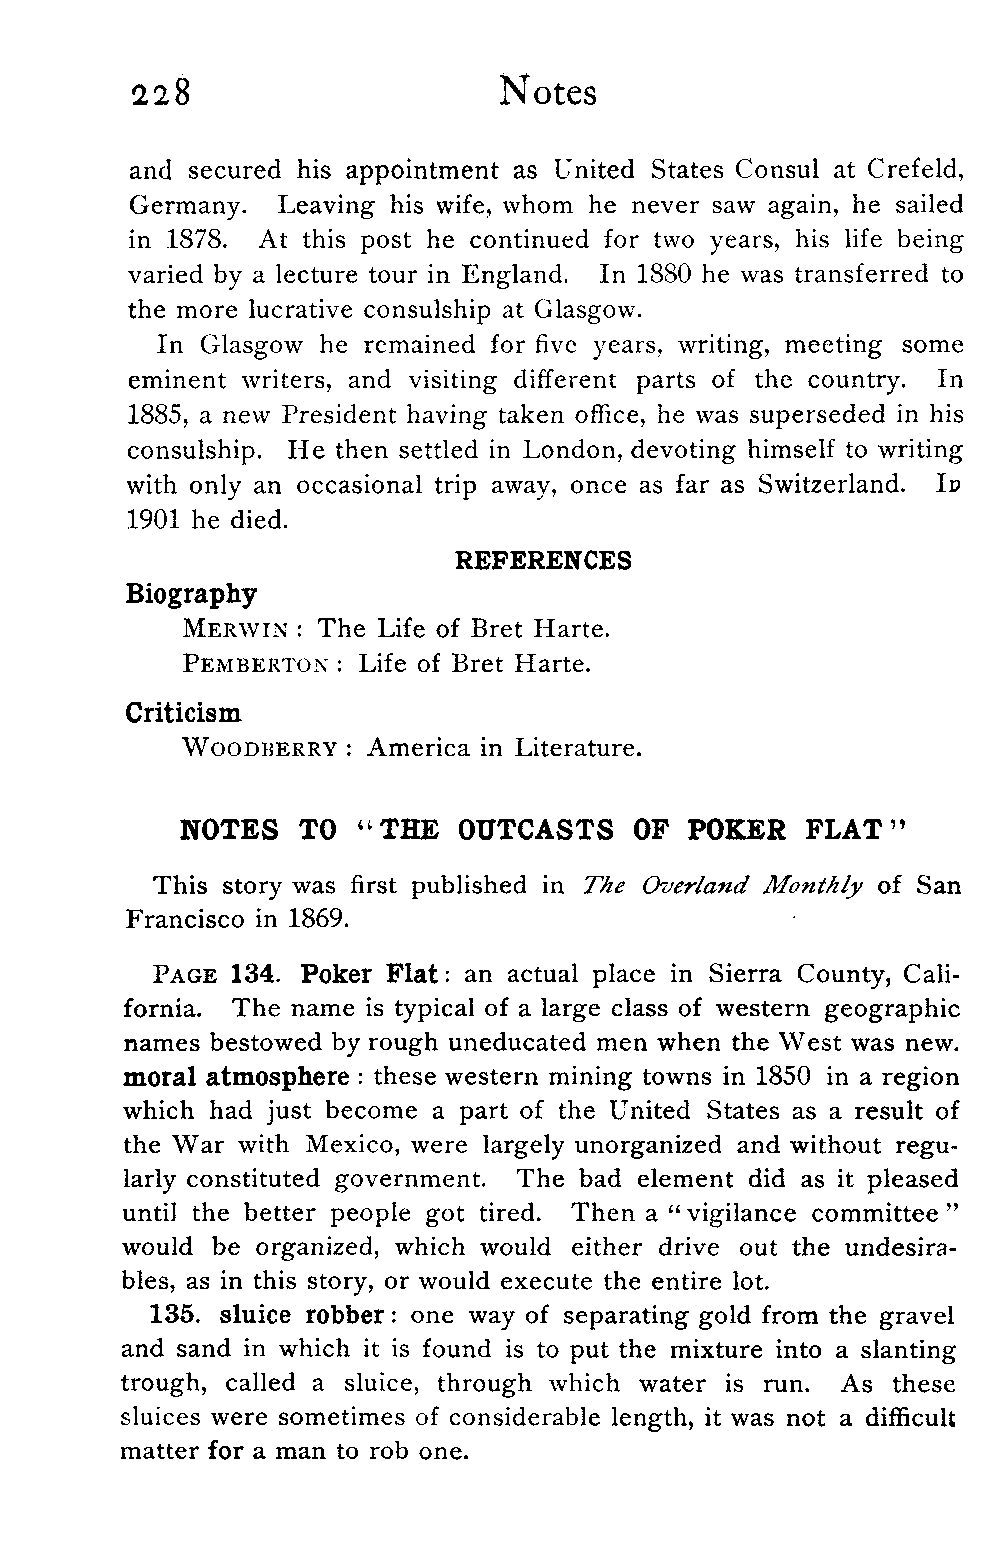 228 Notes
and secured his appointment as United States Consul at Crefeld,
Germany. Leaving his wife, whom he never saw again, he sailed
in 1878. At this post he continued for two years, his life being
varied by a lecture tour in England. In 1880 he was transferred to
the more lucrative consulship at Glasgow.
In Glasgow he remained for five years, writing, meeting some
eminent writers, and visiting different parts of the country. In
1885, a new President having taken office, he was superseded in his
consulship. He then settled in London, devoting himself to writing
with only an occasional trip away, once as far as Switzerland. In
1901 he died.
REFERENCES
Biography
MERWIN : The Life of Bret Harte.
PEMBERTON : Life of Bret Harte.
Criticism
WOODBERRY : America in Literature.
NOTES TO "THE OUTCASTS OF POKER FLAT"
This story was first published in The Overland Monthly of San
Francisco in 1869.
PAGE 134. Poker Flat: an actual place in Sierra County, Cali-
fornia. The name is typical of a large class of western geographic
names bestowed by rough uneducated men when the West was new.
moral atmosphere : these western mining towns in 1850 in a region
which had just become a part of the United States as a result of
the War with Mexico, were largely unorganized and without regu-
larly constituted government. The bad element did as it pleased
until the better people got tired. Then a "vigilance committee"
would be organized, which would either drive out the undesira-
bles, as in this story, or would execute the entire lot.
135. sluice robber: one way of separating gold from the gravel
and sand in which it is found is to put the mixture into a slanting
trough, called a sluice, through which water is run. As these
sluices were sometimes of considerable length, it was not a difficult
matter for a man to rob one.